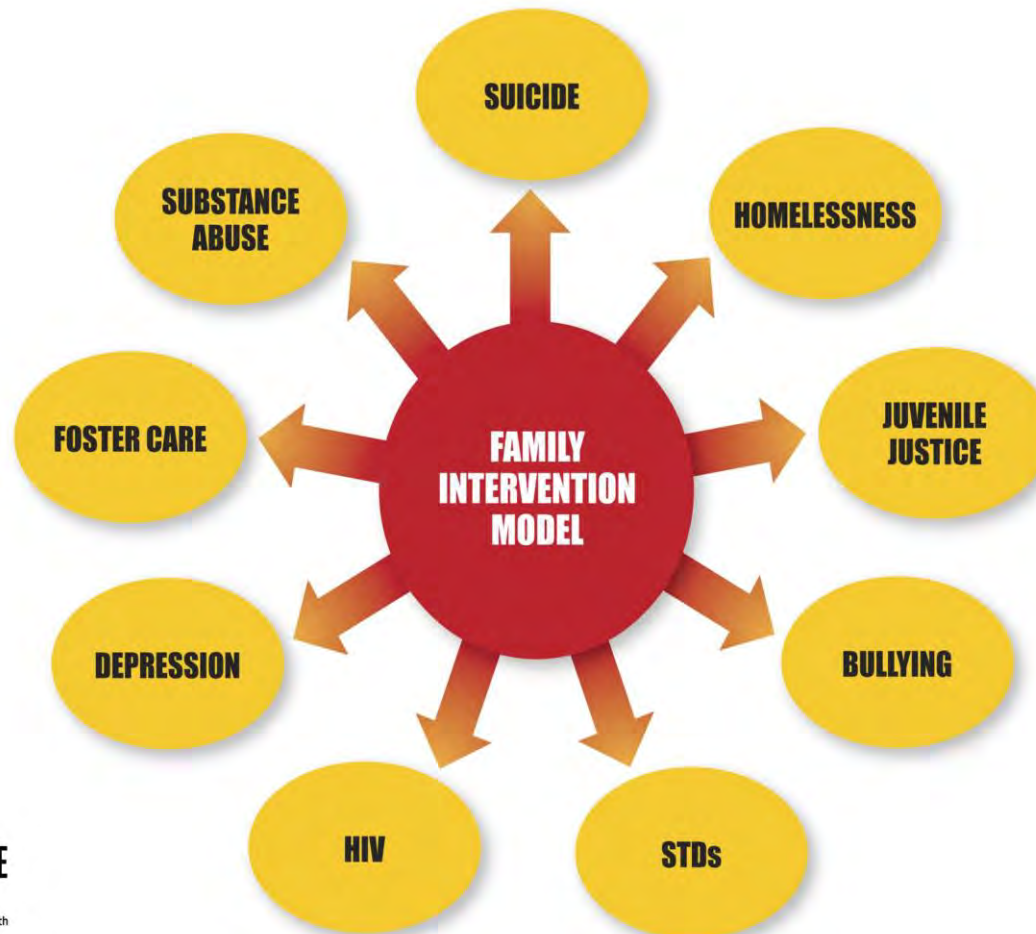 SUICIDE
SUBSTANCE
ABUSE
HOMELESSNESS
FOSTER CARE
FAMILY
INTERVENTION
MODEL
JUVENILE
JUSTICE
DEPRESSION
BULLYING
HIV
STDs